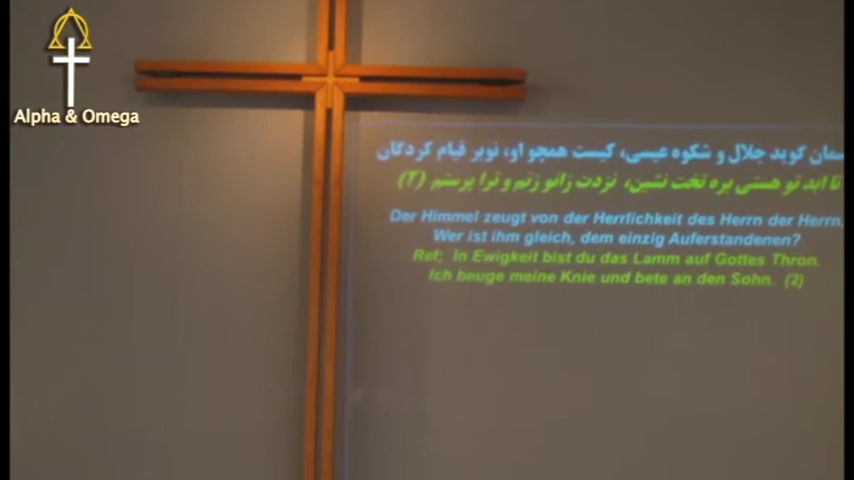 Alpha & Omega
گوید جلال و شکوه عیسی، کیست همچو او، نوبر قیام کردگان
تا ابد تو هستی بره تخت نشین، نزدت زانو زنم و ترا پرستم (۲)
Der Himmel zeugt von der Herrlichkeit des Herrn der Herrn.
Wer ist ihm gleich, dem einzig Auferstandenen?
Ref; In Ewigkeit bist du das Lamm auf Gottes Thron.
Ich beuge meine Knie und bete an den Sohn. (2)